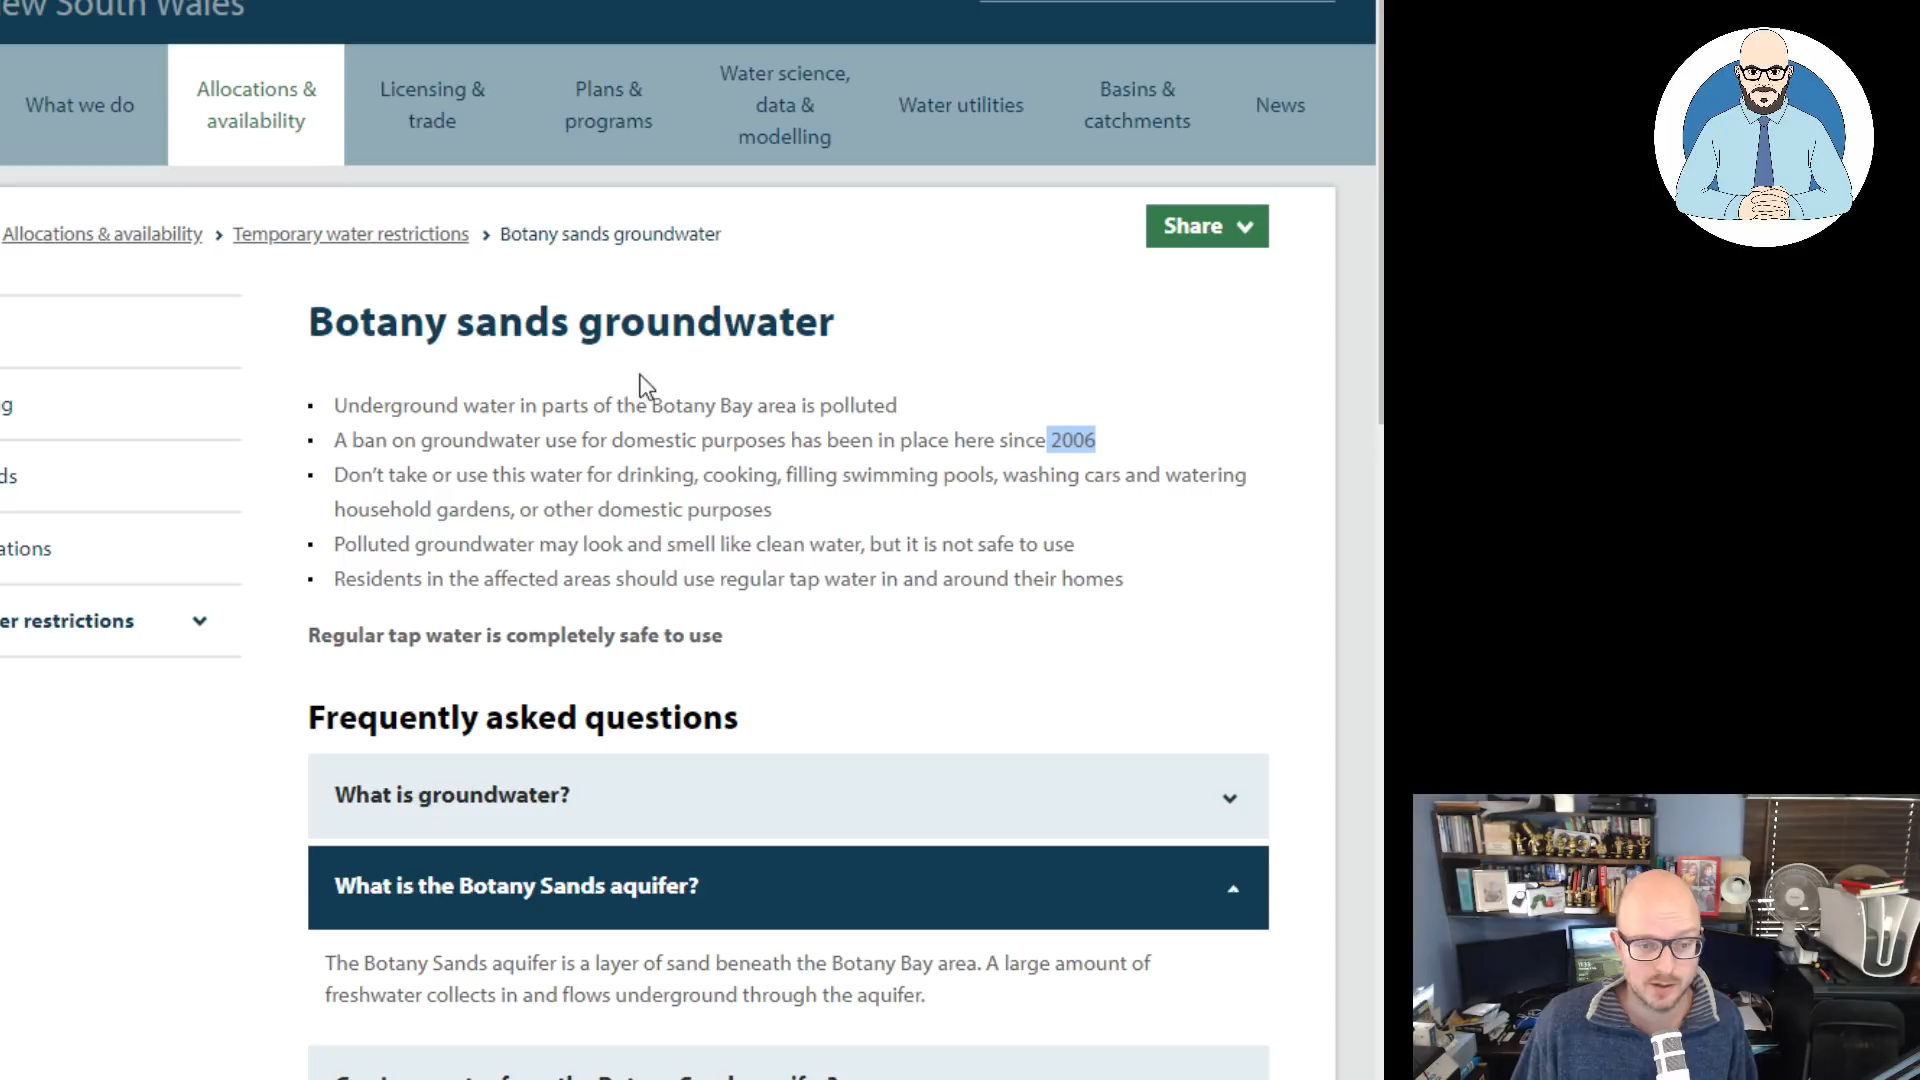 New South Wales
What we do
Allocations &
availability
Licensing &
trade
Plans &
programs
Water science,
data &
modelling
Water utilities
Basins &
catchments
News
Allocations & availability › Temporary water restrictions › Botany sands groundwater
Share
Botany sands groundwater
▪ Underground water in parts of the Botany Bay area is polluted
▪ A ban on groundwater use for domestic purposes has been in place here since 2006
▪ Don’t take or use this water for drinking, cooking, filling swimming pools, washing cars and watering
household gardens, or other domestic purposes
▪ Polluted groundwater may look and smell like clean water, but it is not safe to use
▪ Residents in the affected areas should use regular tap water in and around their homes
g
ds
ations
er restrictions
Regular tap water is completely safe to use
Frequently asked questions
What is groundwater?
What is the Botany Sands aquifer?
The Botany Sands aquifer is a layer of sand beneath the Botany Bay area. A large amount of
freshwater collects in and flows underground through the aquifer.